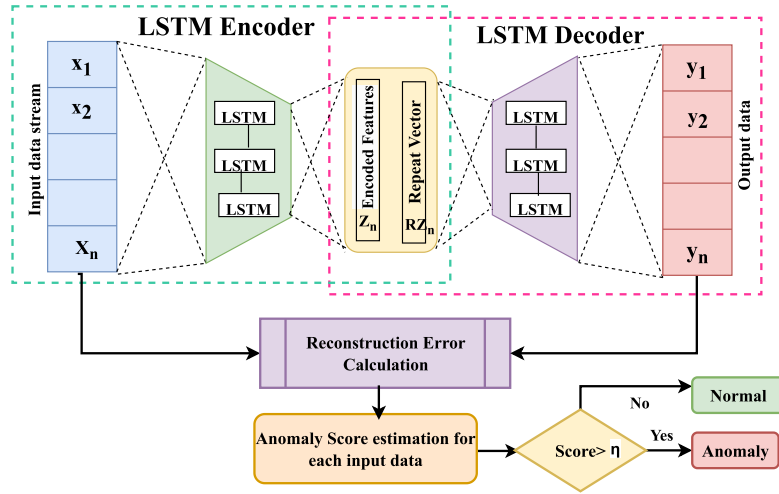 LSTM Encoder
LSTM Decoder
Input data stream
x1
x2
Xn
LSTM
LSTM
LSTM
Encoded Features
Zn
Repeat Vector
RZn
LSTM
LSTM
LSTM
y1
y2
yn
Output data
Reconstruction Error
Calculation
Anomaly Score estimation for
each input data
Score> η
No
Yes
Normal
Anomaly